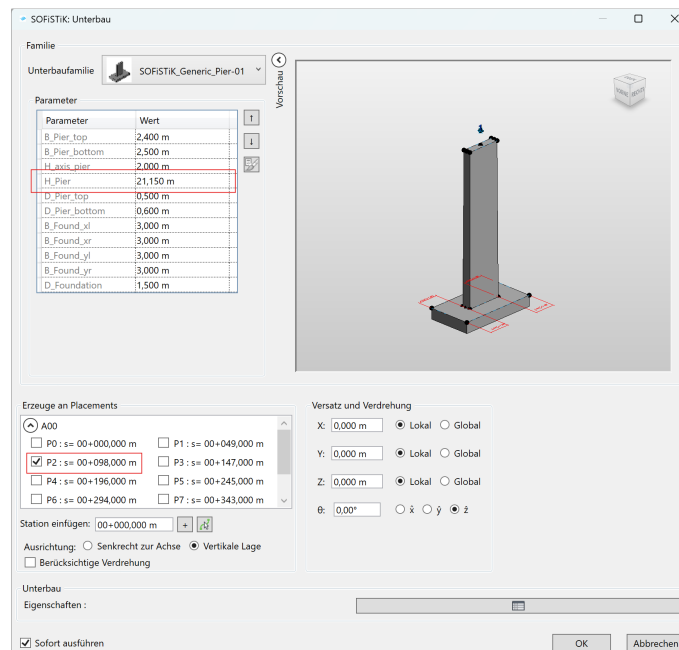 SOFiSTiK: Unterbau
Familie
Unterbaufamilie SOFiSTiK_Generic_Pier-01
Vorschau
Parameter
Parameter Wert
B_Pier_top 2,400 m
B_Pier_bottom 2,500 m
H_axis_pier 2,000 m
H_Pier 21,150 m
D_Pier_top 0,500 m
D_Pier_bottom 0,600 m
B_Found_xl 3,000 m
B_Found_xr 3,000 m
B_Found_yl 3,000 m
B_Found_yr 3,000 m
D_Foundation 1,500 m
Erzeuge an Placements
A00
P0 : s= 00+000,000 m P1 : s= 00+049,000 m
P2 : s= 00+098,000 m P3 : s= 00+147,000 m
P4 : s= 00+196,000 m P5 : s= 00+245,000 m
P6 : s= 00+294,000 m P7 : s= 00+343,000 m
Station einfügen: 00+000,000 m +
Ausrichtung: Senkrecht zur Achse Vertikale Lage
Berücksichtige Verdrehung
Versatz und Verdrehung
X: 0,000 m Lokal Global
Y: 0,000 m Lokal Global
Z: 0,000 m Lokal Global
θ: 0,00° x̂ ŷ ẑ
Unterbau
Eigenschaften :
Sofort ausführen
OK Abbrechen